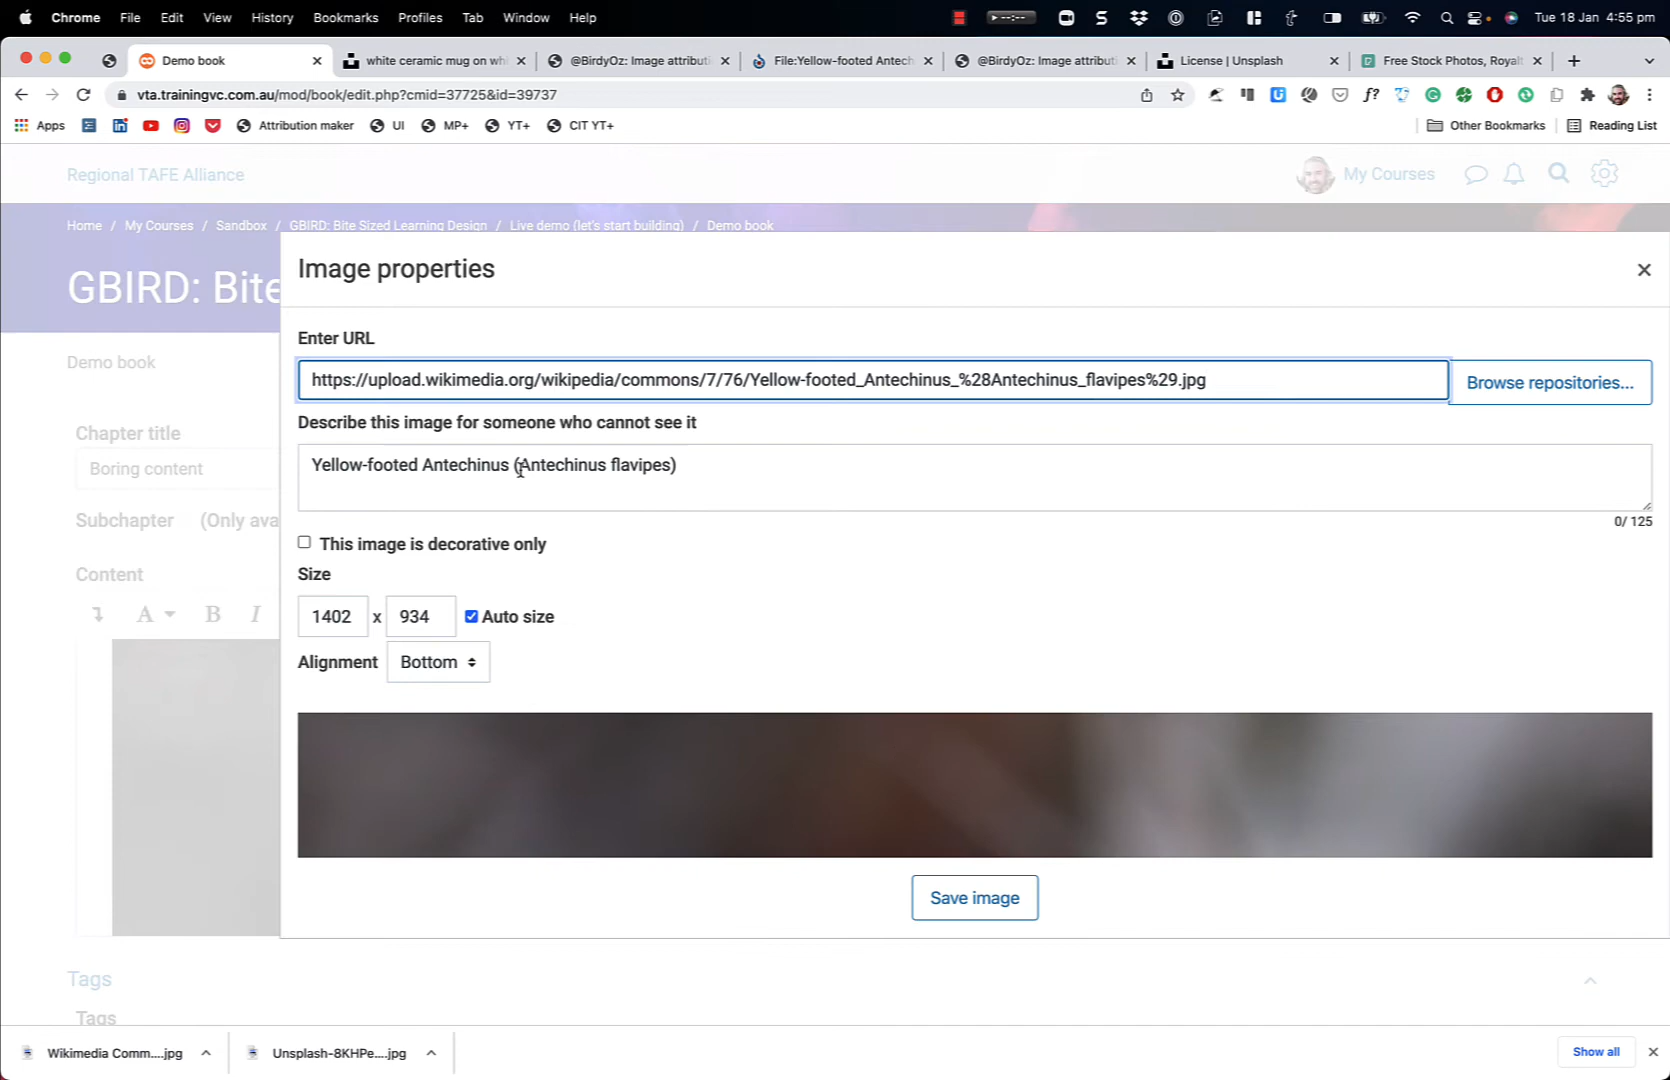 Chrome File Edit View History Bookmarks Profiles Tab Window Help Tue 18 Jan 4:55 pm
Demo book white ceramic mug on whi @BirdyOz: Image attributi File:Yellow-footed Antech @BirdyOz: Image attributi License | Unsplash Free Stock Photos, Royalt
vta.trainingvc.com.au/mod/book/edit.php?cmid=37725&id=39737
Apps Attribution maker UI MP+ YT+ CIT YT+ Other Bookmarks Reading List
Regional TAFE Alliance My Courses
Home / My Courses / Sandbox / GBIRD: Bite Sized Learning Design / Live demo (let's start building) / Demo book
GBIRD: Bite
Image properties
Enter URL
https://upload.wikimedia.org/wikipedia/commons/7/76/Yellow-footed_Antechinus_%28Antechinus_flavipes%29.jpg
Browse repositories...
Demo book
Describe this image for someone who cannot see it
Chapter title
Yellow-footed Antechinus (Antechinus flavipes)
Boring content
0/ 125
Subchapter (Only ava
This image is decorative only
Content
Size
1402 x 934 Auto size
A B I
Alignment Bottom
Save image
Tags
Tags
Wikimedia Comm....jpg Unsplash-8KHPe....jpg Show all